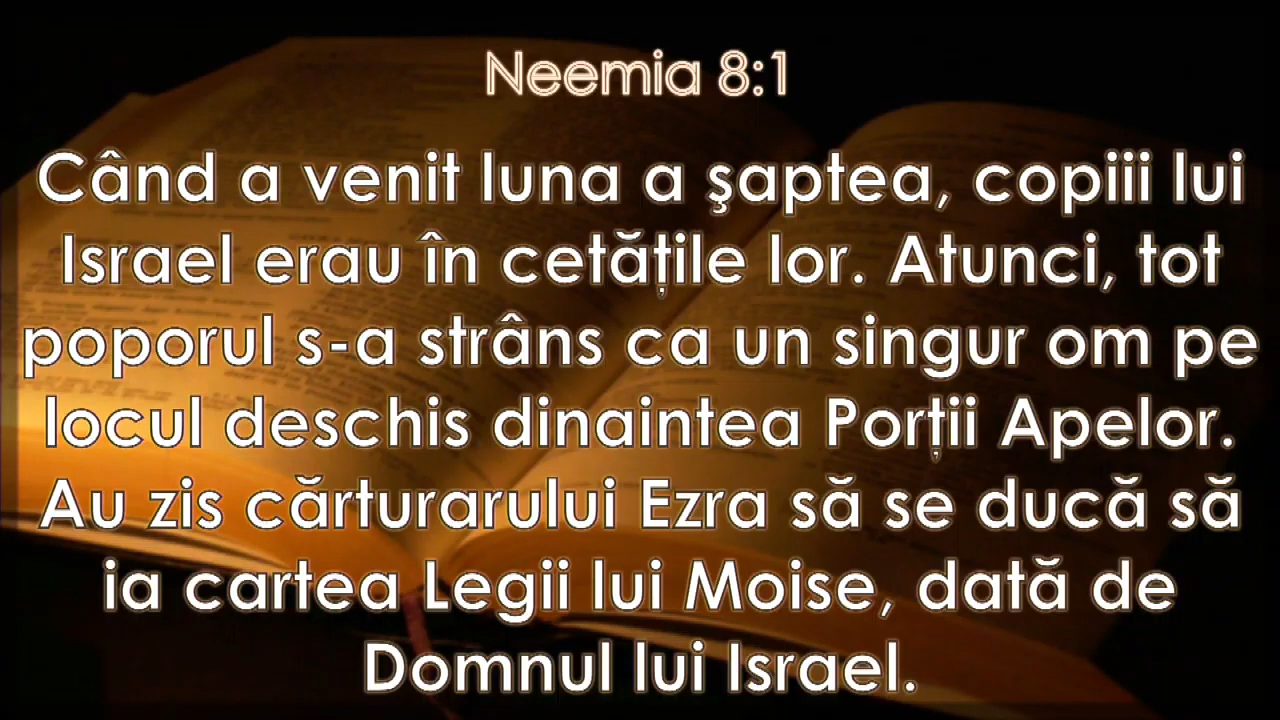 Neemia 8:1
Când a venit luna a şaptea, copiii lui
Israel erau în cetățile lor. Atunci, tot
poporul s-a strâns ca un singur om pe
locul deschis dinaintea Porții Apelor.
Au zis cărturarului Ezra să se ducă să
ia cartea Legii lui Moise, dată de
Domnul lui Israel.